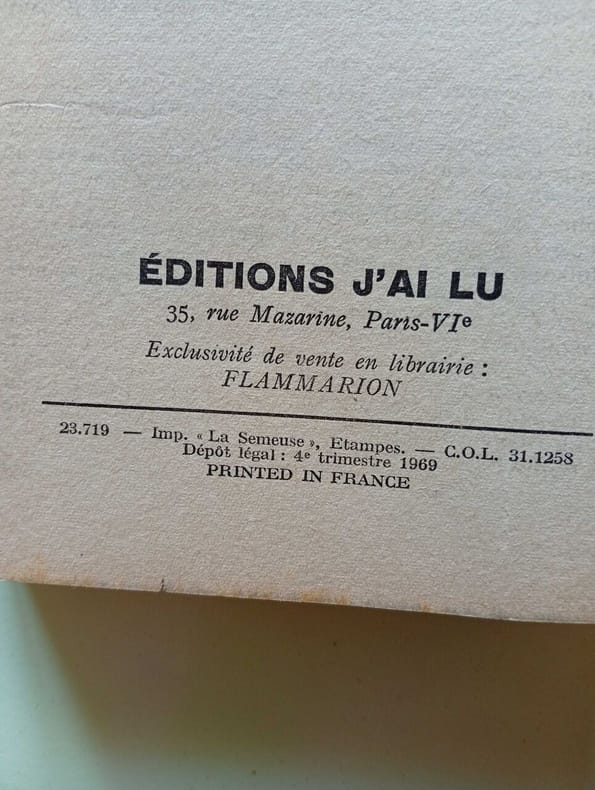 ÉDITIONS J'AI LU
35, rue Mazarine, Paris-VIe
Exclusivité de vente en librairie :
FLAMMARION
23.719 — Imp. « La Semeuse », Etampes. — C.O.L. 31.1258
Dépôt légal : 4e trimestre 1969
PRINTED IN FRANCE